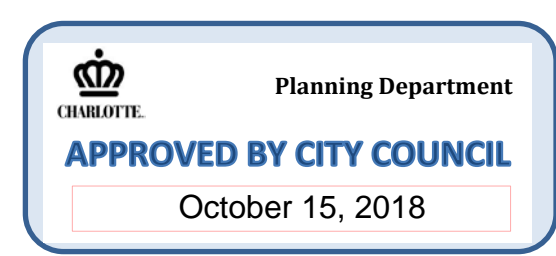 Planning Department
CHARLOTTE.
APPROVED BY CITY COUNCIL
October 15, 2018